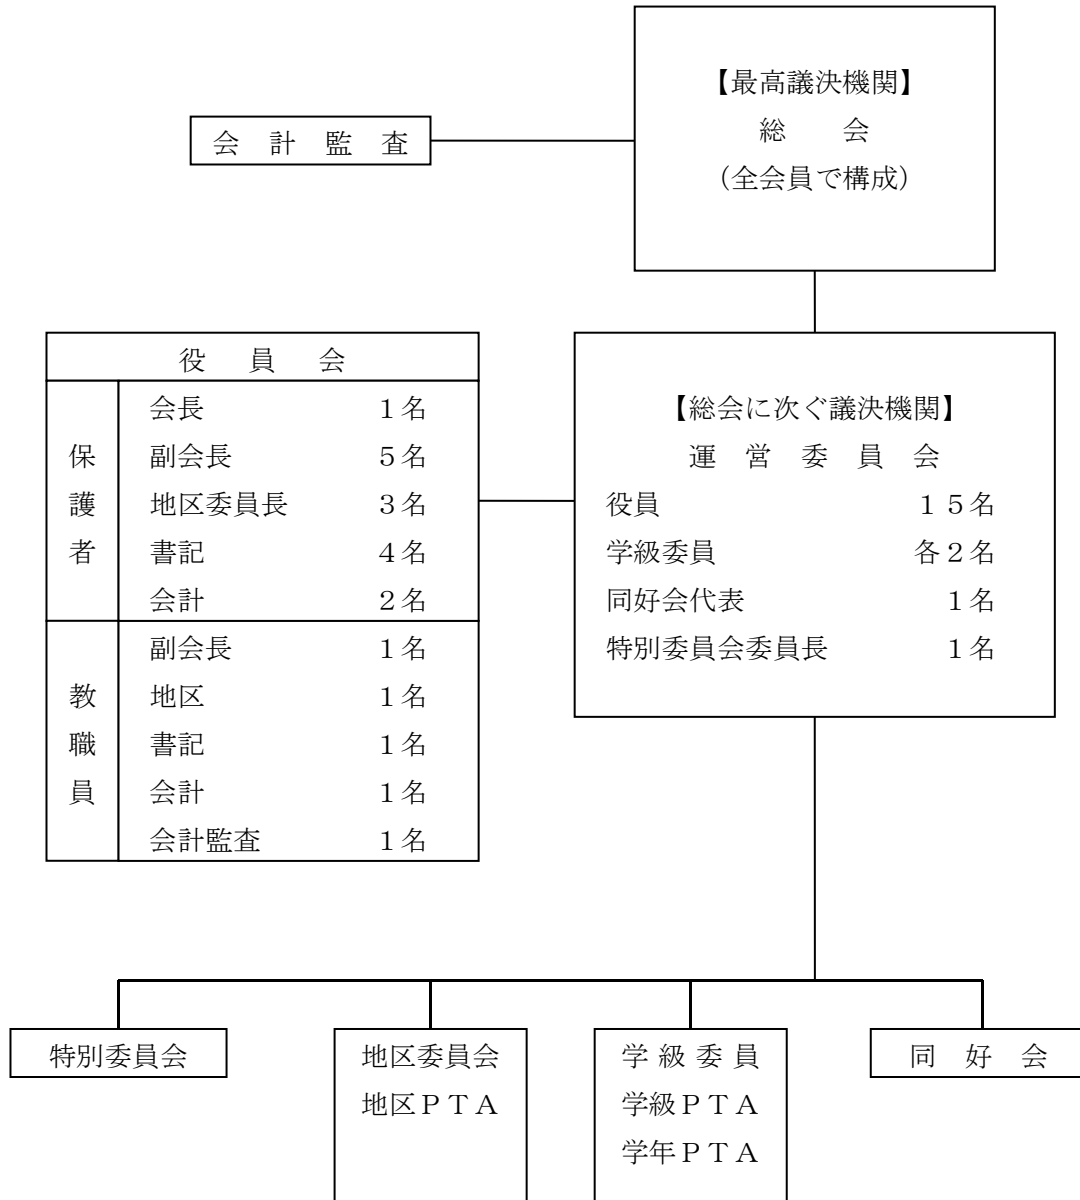 【最高議決機関】
総　会
（全会員で構成）
会 計 監 査
役　員　会
保護者
会長 １名
副会長 ５名
地区委員長 ３名
書記 ４名
会計 ２名
教職員
副会長 １名
地区 １名
書記 １名
会計 １名
会計監査 １名
【総会に次ぐ議決機関】
運 営 委 員 会
役員 １５名
学級委員 各２名
同好会代表 １名
特別委員会委員長 １名
特別委員会
地区委員会
地区ＰＴＡ
学 級 委 員
学級ＰＴＡ
学年ＰＴＡ
同 好 会